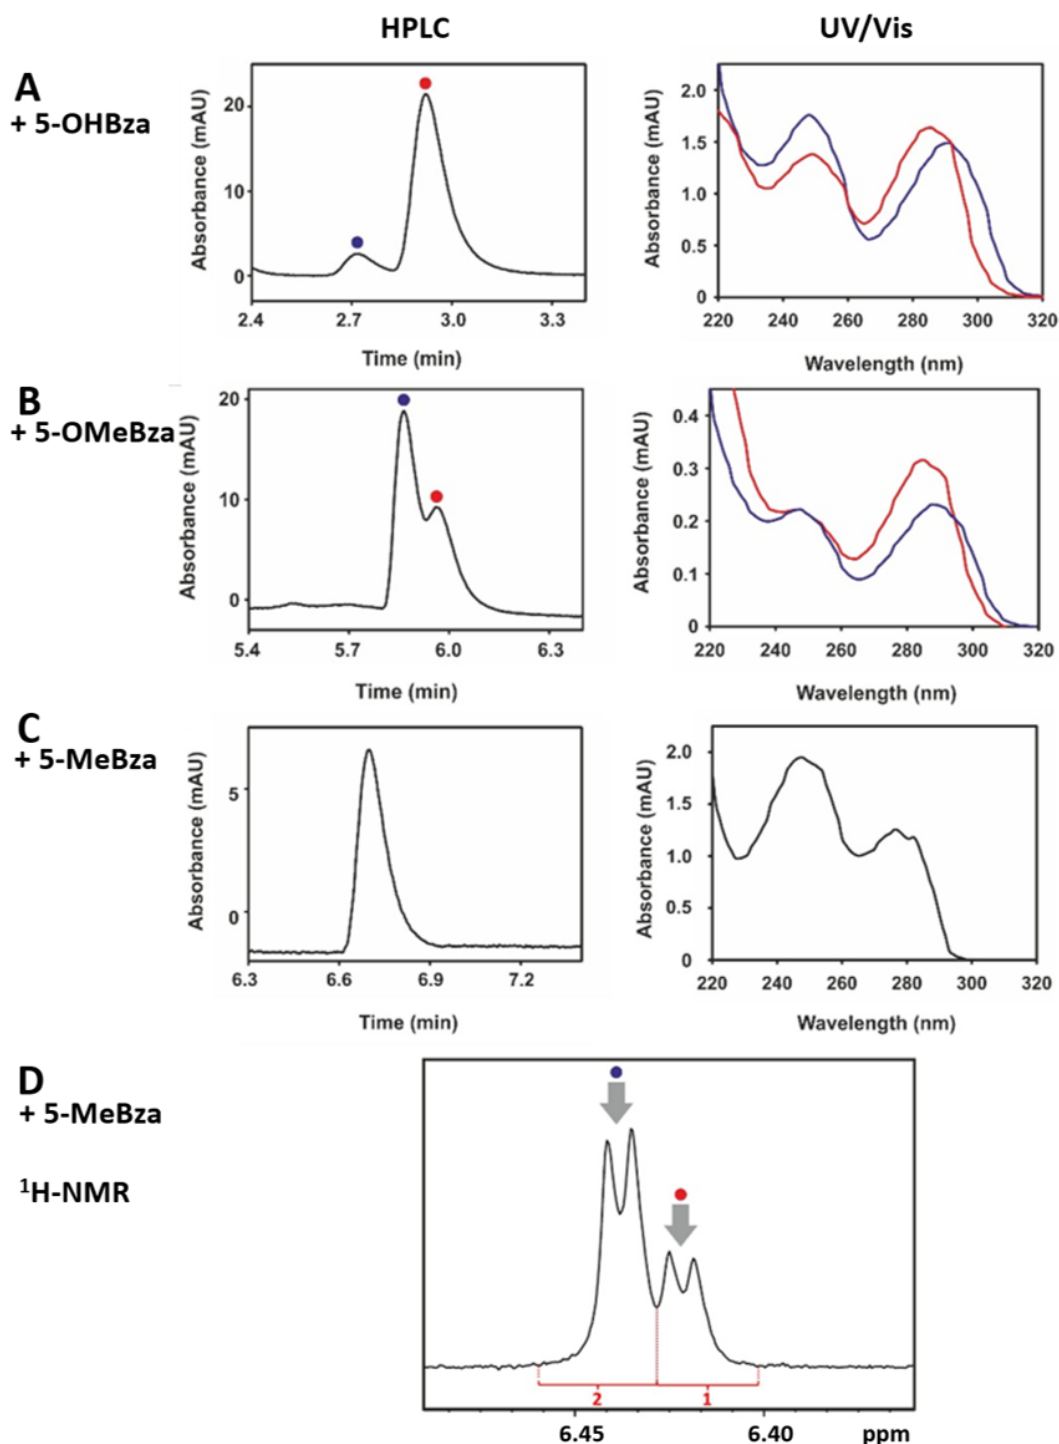 HPLC
UV/Vis
A
+ 5-OHBza
Absorbance (mAU)
20
10
0
2.4 2.7 3.0 3.3
Time (min)
Absorbance (mAU)
2.0
1.5
1.0
0.5
0
220 240 260 280 300 320
Wavelength (nm)
B
+ 5-OMeBza
Absorbance (mAU)
20
10
0
5.4 5.7 6.0 6.3
Time (min)
Absorbance (mAU)
0.4
0.3
0.2
0.1
0
220 240 260 280 300 320
Wavelength (nm)
C
+ 5-MeBza
Absorbance (mAU)
5
0
6.3 6.6 6.9 7.2
Time (min)
Absorbance (mAU)
2.0
1.5
1.0
0.5
0
220 240 260 280 300 320
Wavelength (nm)
D
+ 5-MeBza
¹H-NMR
2 1
6.45 6.40 ppm